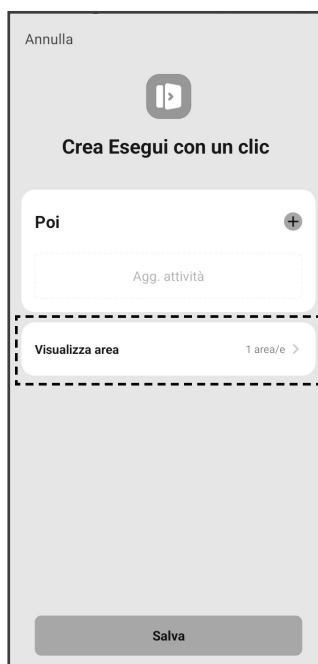 Annulla
Crea Esegui con un clic
Poi
Agg. attività
Visualizza area 1 area/e >
Salva